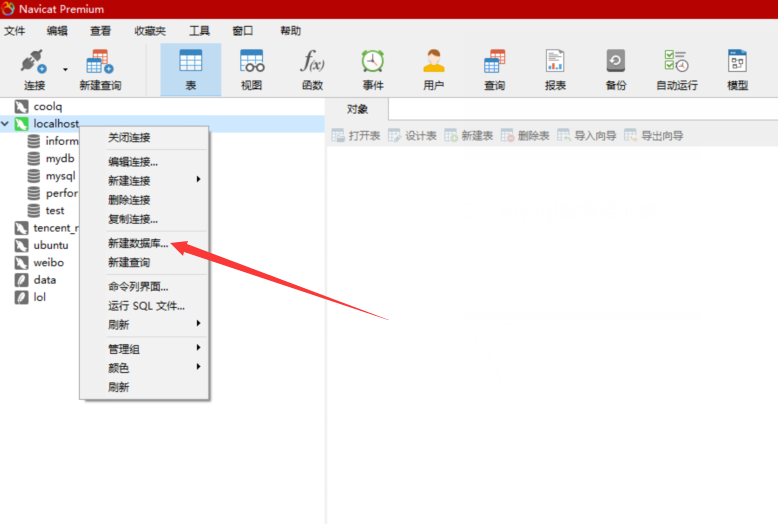 Navicat Premium
文件 编辑 查看 收藏夹 工具 窗口 帮助
连接 新建查询 表 视图 f(x) 函数 事件 用户 查询 报表 备份 自动运行 模型
coolq
localhost
inform
mydb
mysql
perfor
test
tencent_r
ubuntu
weibo
data
lol
关闭连接
编辑连接...
新建连接
删除连接
复制连接...
新建数据库...
新建查询
命令列界面...
运行 SQL 文件...
刷新
管理组
颜色
刷新
对象
打开表 设计表 新建表 删除表 导入向导 导出向导